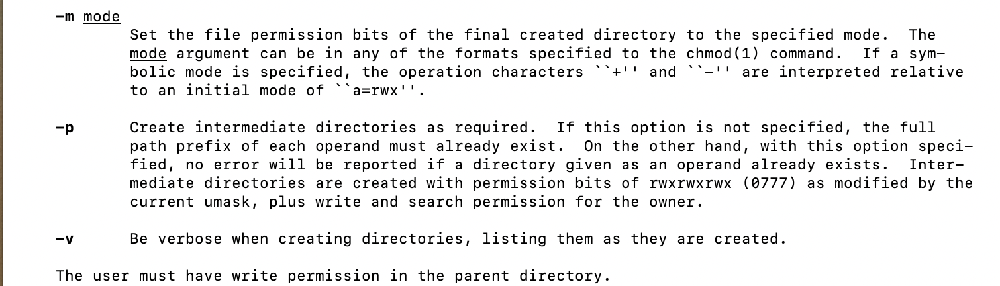 -m mode
Set the file permission bits of the final created directory to the specified mode.  The
mode argument can be in any of the formats specified to the chmod(1) command.  If a sym-
bolic mode is specified, the operation characters ``+'' and ``-'' are interpreted relative
to an initial mode of ``a=rwx''.
-p      Create intermediate directories as required.  If this option is not specified, the full
path prefix of each operand must already exist.  On the other hand, with this option speci-
fied, no error will be reported if a directory given as an operand already exists.  Inter-
mediate directories are created with permission bits of rwxrwxrwx (0777) as modified by the
current umask, plus write and search permission for the owner.
-v      Be verbose when creating directories, listing them as they are created.
The user must have write permission in the parent directory.